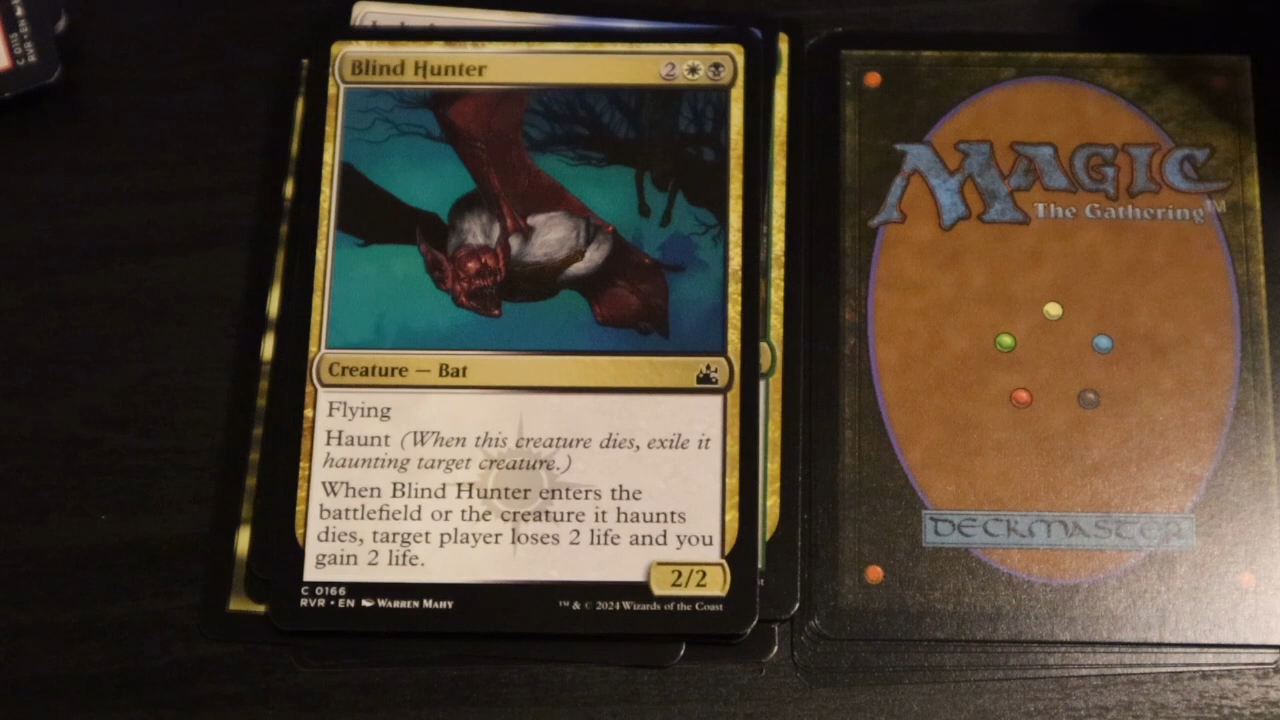 Blind Hunter 2
Creature — Bat
Flying
Haunt (When this creature dies, exile it
haunting target creature.)
When Blind Hunter enters the
battlefield or the creature it haunts
dies, target player loses 2 life and you
gain 2 life.
2/2
C 0166
RVR • EN Warren Mahy
™ & © 2024 Wizards of the Coast
Magic
The Gathering™
DECKMASTER